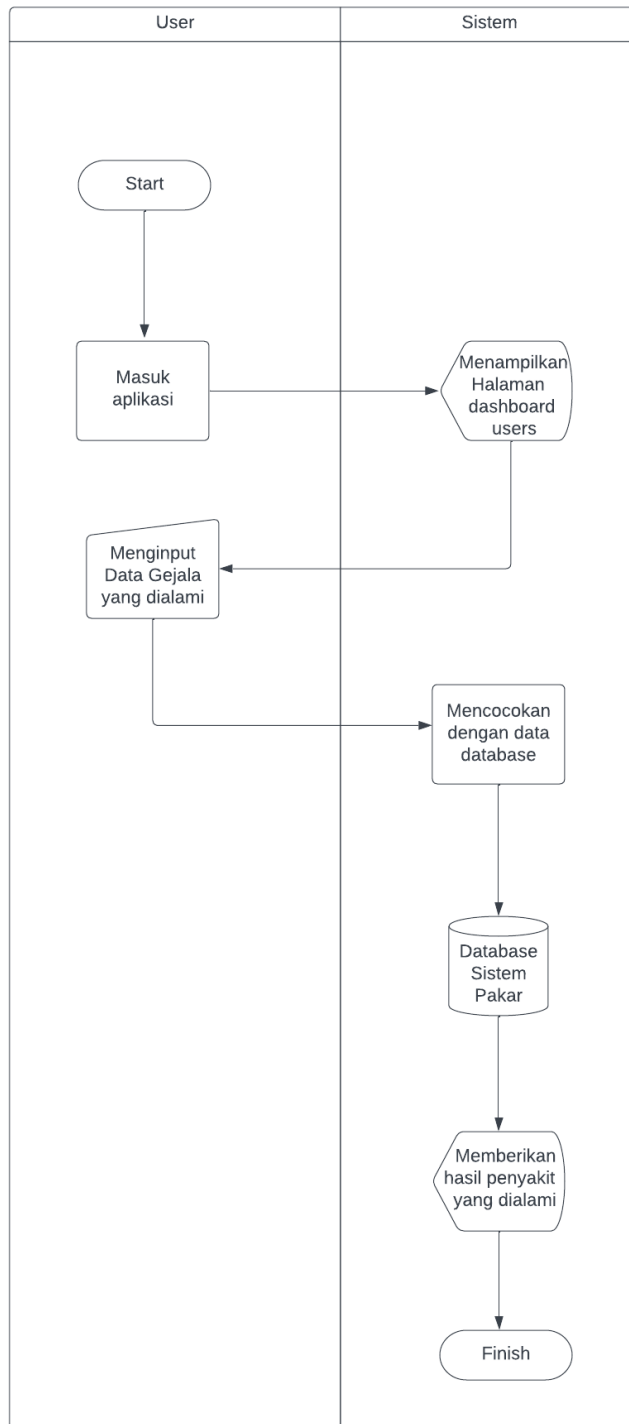 User
Sistem
Start
Masuk
aplikasi
Menampilkan
Halaman
dashboard
users
Menginput
Data Gejala
yang dialami
Mencocokan
dengan data
database
Database
Sistem
Pakar
Memberikan
hasil penyakit
yang dialami
Finish